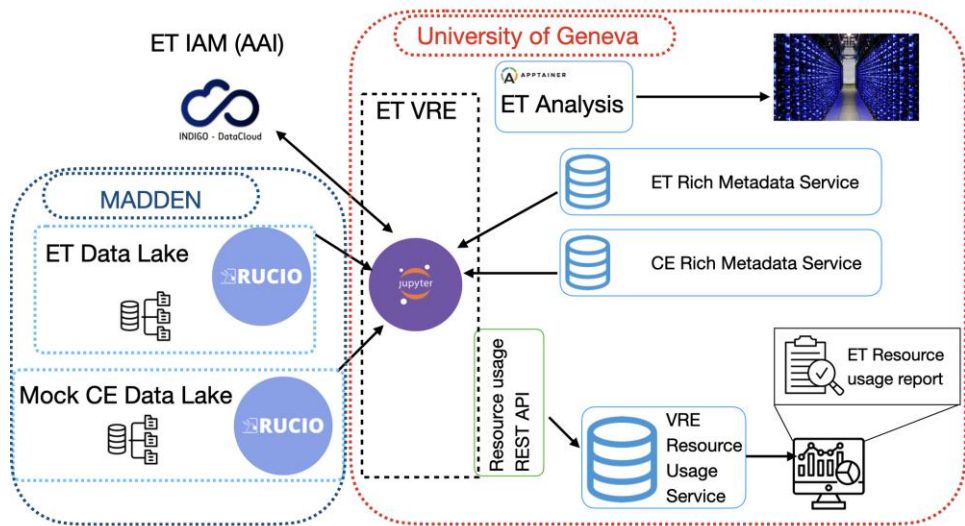 ET IAM (AAI)
INDIGO - DataCloud
University of Geneva
APPTAINER
ET Analysis
ET VRE
MADDEN
ET Data Lake
RUCIO
Mock CE Data Lake
RUCIO
jupyter
ET Rich Metadata Service
CE Rich Metadata Service
Resource usage
REST API
VRE
Resource
Usage
Service
ET Resource
usage report